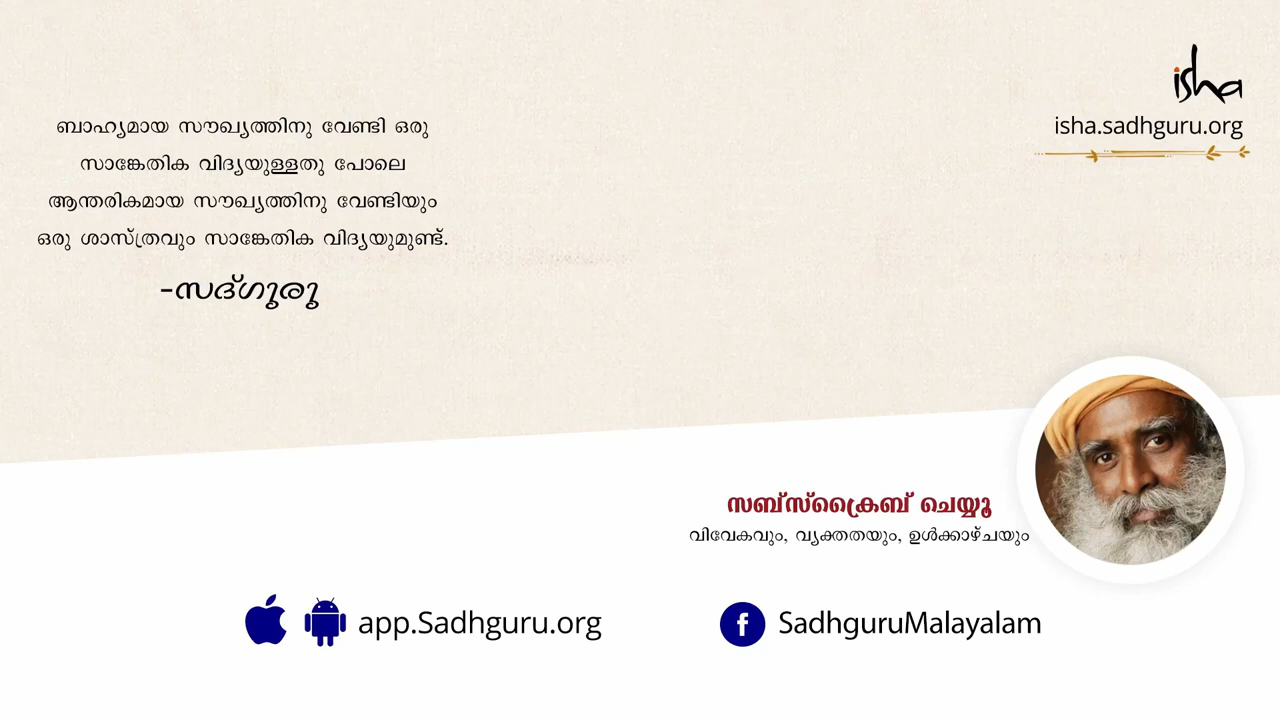 ബാഹ്യമായ സൗഖ്യത്തിനു വേണ്ടി ഒരു
സാങ്കേതിക വിദ്യയുള്ളതു പോലെ
ആന്തരികമായ സൗഖ്യത്തിനു വേണ്ടിയും
ഒരു ശാസ്ത്രവും സാങ്കേതിക വിദ്യയുമുണ്ട്.
-സദ്ഗുരു
isha
isha.sadhguru.org
സബ്സ്ക്രൈബ് ചെയ്യൂ
വിവേകവും, വ്യക്തതയും, ഉൾക്കാഴ്ചയും
app.Sadhguru.org
f SadhguruMalayalam